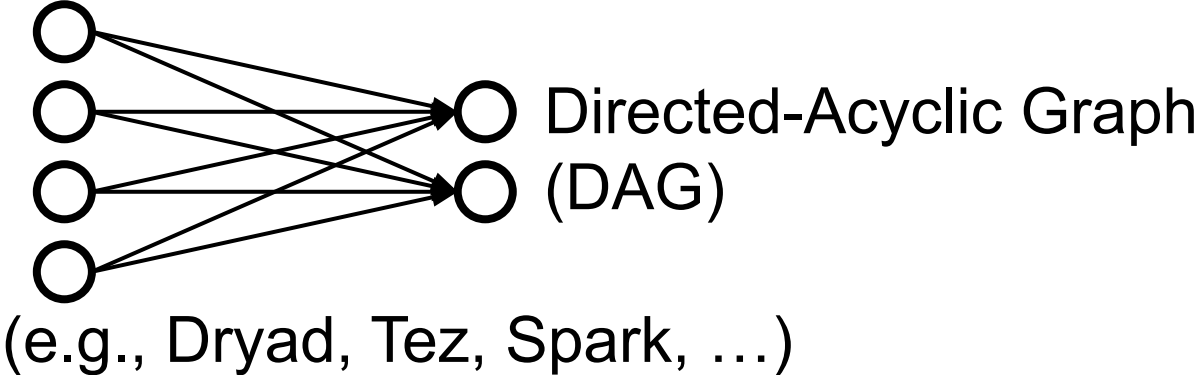 Directed-Acyclic Graph
(DAG)
(e.g., Dryad, Tez, Spark, …)